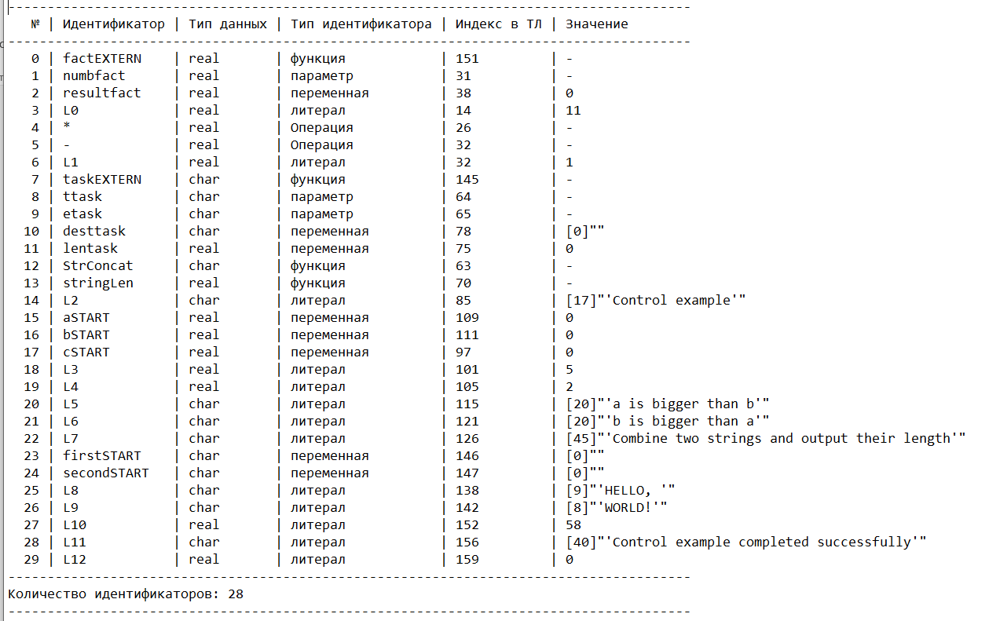 ---------------------------------------------------------------------------------------
№ | Идентификатор | Тип данных | Тип идентификатора | Индекс в ТЛ | Значение
---------------------------------------------------------------------------------------
0 | factEXTERN | real | функция | 151 | -
1 | numbfact | real | параметр | 31 | -
2 | resultfact | real | переменная | 38 | 0
3 | L0 | real | литерал | 14 | 11
4 | * | real | Операция | 26 | -
5 | - | real | Операция | 32 | -
6 | L1 | real | литерал | 32 | 1
7 | taskEXTERN | char | функция | 145 | -
8 | ttask | char | параметр | 64 | -
9 | etask | char | параметр | 65 | -
10 | desttask | char | переменная | 78 | [0]""
11 | lentask | real | переменная | 75 | 0
12 | StrConcat | char | функция | 63 | -
13 | stringLen | real | функция | 70 | -
14 | L2 | char | литерал | 85 | [17]"'Control example'"
15 | aSTART | real | переменная | 109 | 0
16 | bSTART | real | переменная | 111 | 0
17 | cSTART | real | переменная | 97 | 0
18 | L3 | real | литерал | 101 | 5
19 | L4 | real | литерал | 105 | 2
20 | L5 | char | литерал | 115 | [20]"'a is bigger than b'"
21 | L6 | char | литерал | 121 | [20]"'b is bigger than a'"
22 | L7 | char | литерал | 126 | [45]"'Combine two strings and output their length'"
23 | firstSTART | char | переменная | 146 | [0]""
24 | secondSTART | char | переменная | 147 | [0]""
25 | L8 | char | литерал | 138 | [9]"'HELLO, '"
26 | L9 | char | литерал | 142 | [8]"'WORLD!'"
27 | L10 | real | литерал | 152 | 58
28 | L11 | char | литерал | 156 | [40]"'Control example completed successfully'"
29 | L12 | real | литерал | 159 | 0
---------------------------------------------------------------------------------------
Количество идентификаторов: 28
---------------------------------------------------------------------------------------